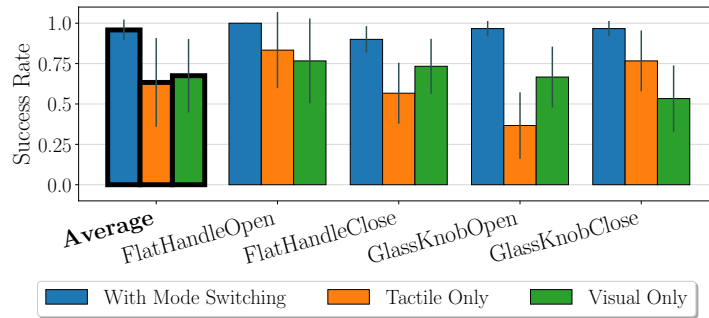 Success Rate
1.0
0.75
0.5
0.25
0.0
Average
FlatHandleOpen
FlatHandleClose
GlassKnobOpen
GlassKnobClose
With Mode Switching
Tactile Only
Visual Only